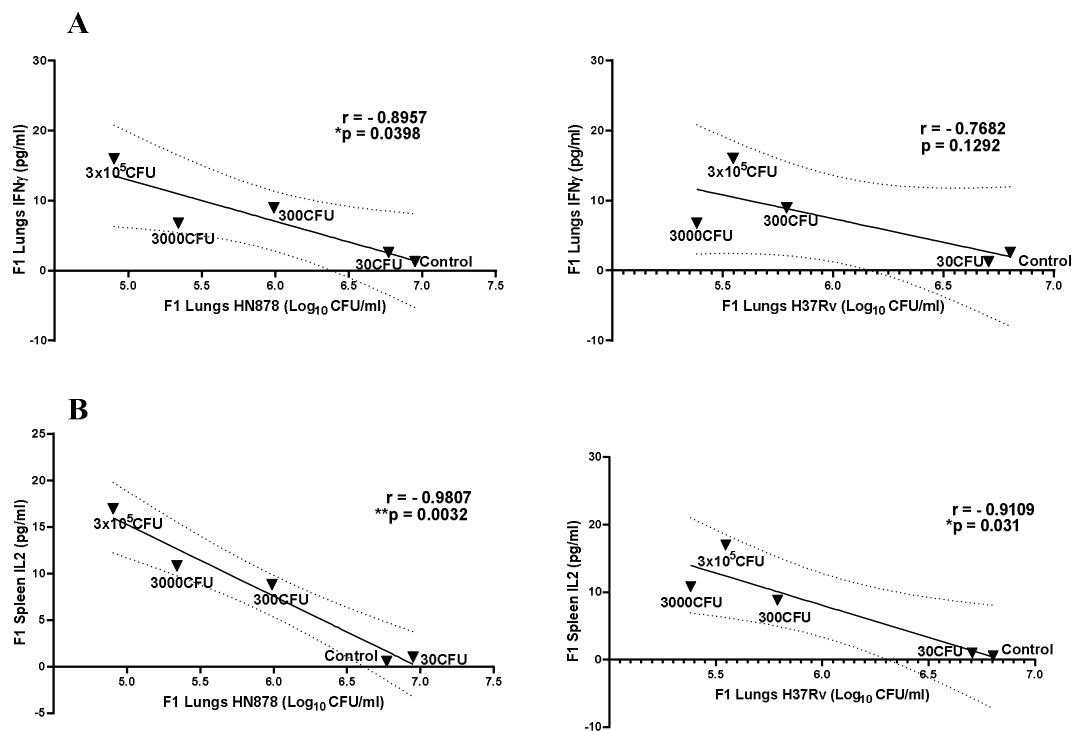 A
30
20
10
0
-10
F1 Lungs IFNγ (pg/ml)
r = - 0.8957
*p = 0.0398
3x10⁵CFU
3000CFU
300CFU
30CFU
Control
5.0 5.5 6.0 6.5 7.0 7.5
F1 Lungs HN878 (Log₁₀ CFU/ml)
30
20
10
0
-10
F1 Lungs IFNγ (pg/ml)
r = - 0.7682
p = 0.1292
3x10⁵CFU
3000CFU
300CFU
30CFU
Control
5.5 6.0 6.5 7.0
F1 Lungs H37Rv (Log₁₀ CFU/ml)
B
25
20
15
10
5
0
-5
F1 Spleen IL2 (pg/ml)
r = - 0.9807
**p = 0.0032
3x10⁵CFU
3000CFU
300CFU
Control
30CFU
5.0 5.5 6.0 6.5 7.0 7.5
F1 Lungs HN878 (Log₁₀ CFU/ml)
30
20
10
0
-10
F1 Spleen IL2 (pg/ml)
r = - 0.9109
*p = 0.031
3x10⁵CFU
3000CFU
300CFU
30CFU
Control
5.5 6.0 6.5 7.0
F1 Lungs H37Rv (Log₁₀ CFU/ml)